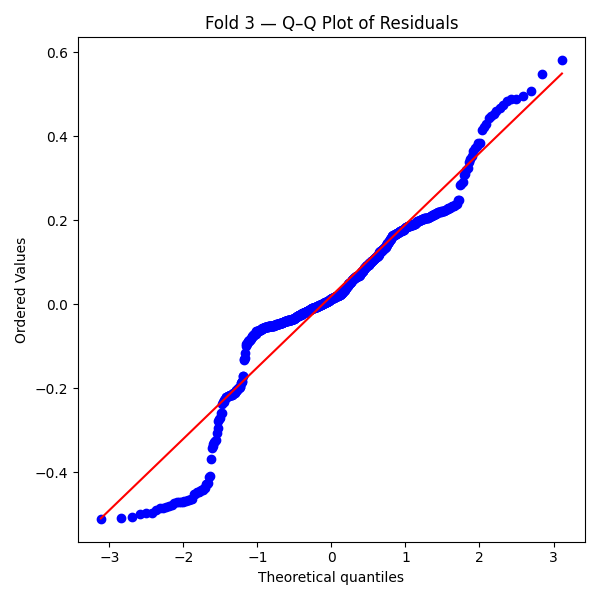 Fold 3 — Q–Q Plot of Residuals
Ordered Values
0.6
0.4
0.2
0.0
−0.2
−0.4
−3 −2 −1 0 1 2 3
Theoretical quantiles